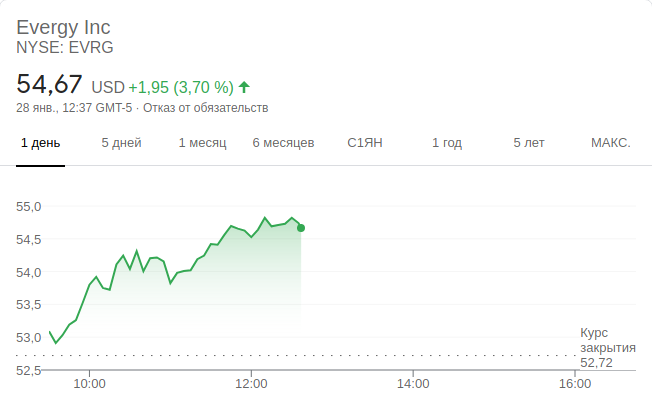 Evergy Inc
NYSE: EVRG
54,67 USD +1,95 (3,70 %)
28 янв., 12:37 GMT-5 · Отказ от обязательств
1 день 5 дней 1 месяц 6 месяцев С1ЯН 1 год 5 лет МАКС.
55,0
54,5
54,0
53,5
53,0
Курс
закрытия
52,72
52,5
10:00 12:00 14:00 16:00